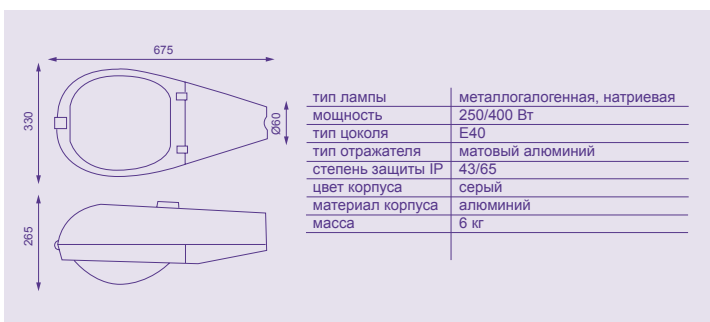 675
330
Ø60
265
тип лампы металлогалогенная, натриевая
мощность 250/400 Вт
тип цоколя E40
тип отражателя матовый алюминий
степень защиты IP 43/65
цвет корпуса серый
материал корпуса алюминий
масса 6 кг